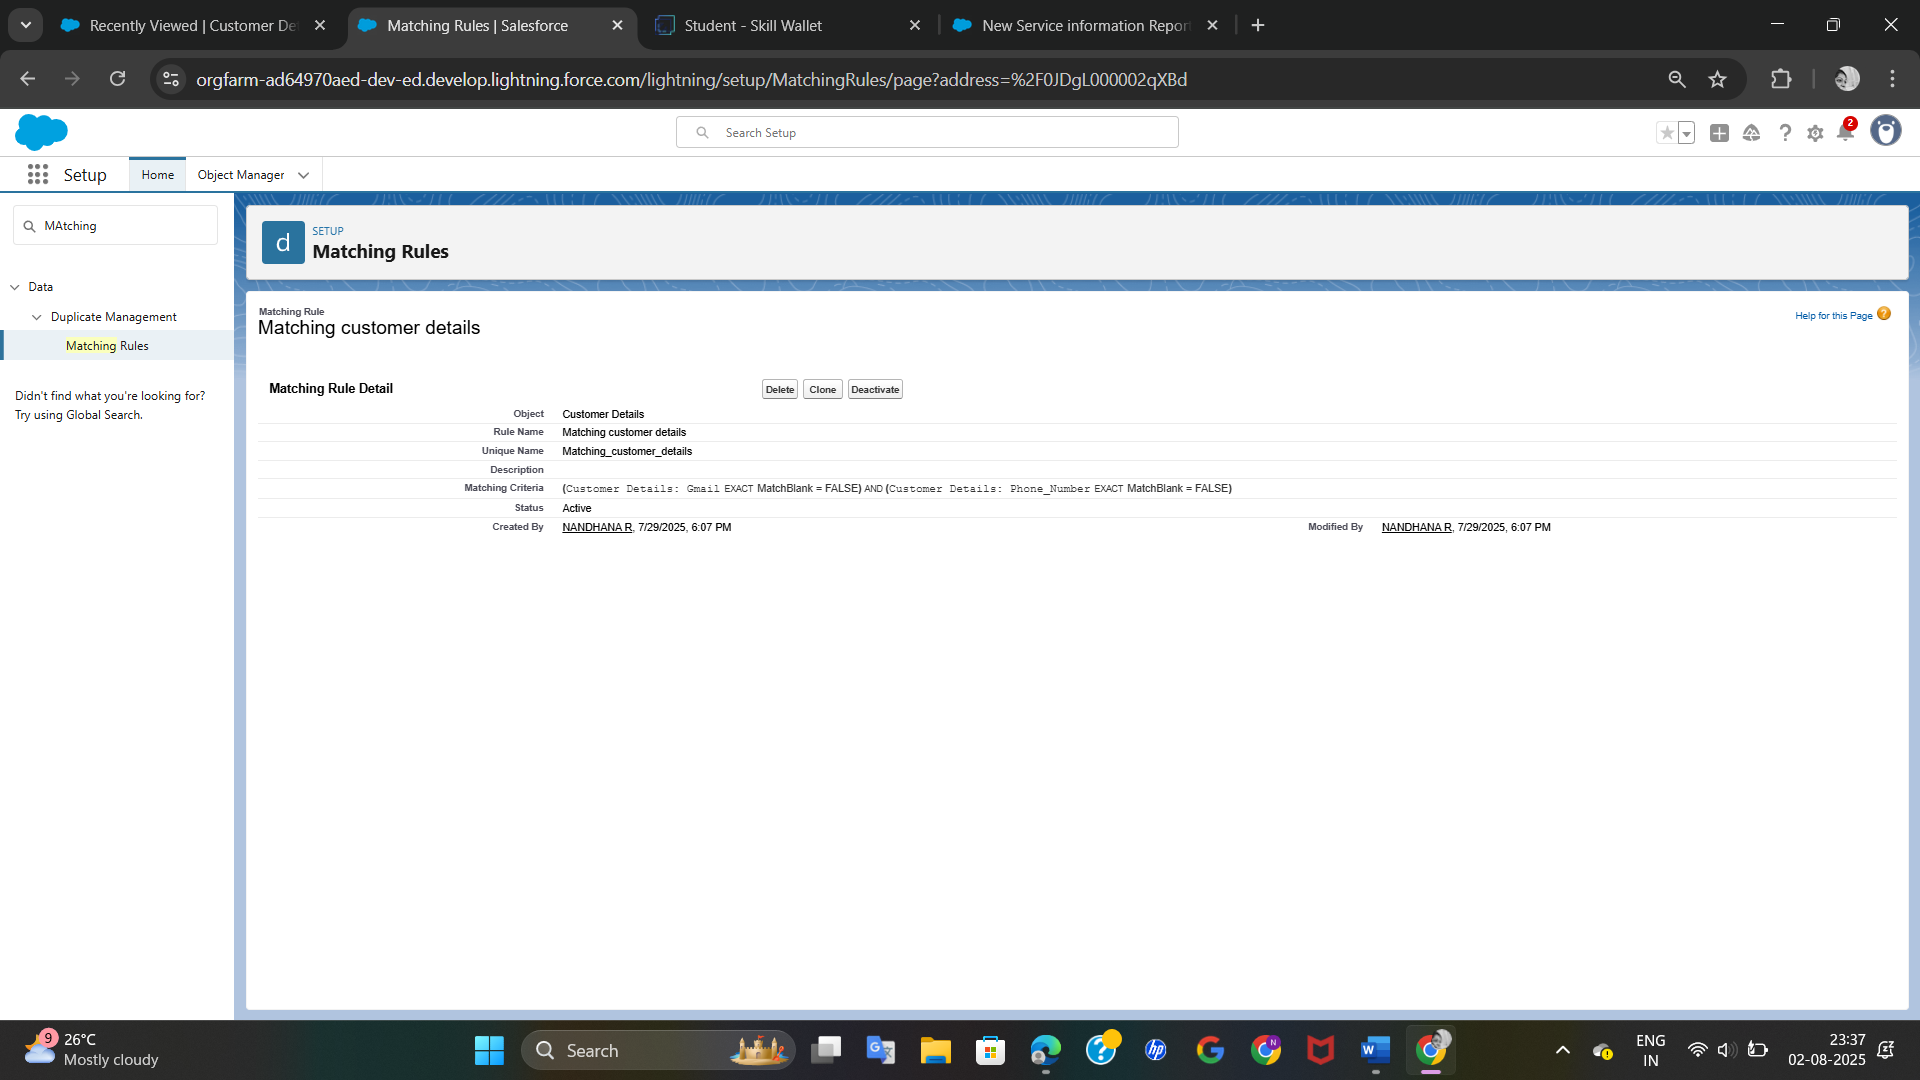 Recently Viewed | Customer De
Matching Rules | Salesforce
Student - Skill Wallet
New Service information Report
orgfarm-ad64970aed-dev-ed.develop.lightning.force.com/lightning/setup/MatchingRules/page?address=%2F0JDgL000002qXBd
Search Setup
2
Setup
Home
Object Manager
MAtching
Data
Duplicate Management
Matching Rules
Didn't find what you're looking for?
Try using Global Search.
d
SETUP
Matching Rules
Matching Rule
Matching customer details
Help for this Page ?
Matching Rule Detail
Delete Clone Deactivate
Object Customer Details
Rule Name Matching customer details
Unique Name Matching_customer_details
Description
Matching Criteria (Customer Details: Gmail EXACT MatchBlank = FALSE) AND (Customer Details: Phone_Number EXACT MatchBlank = FALSE)
Status Active
Created By NANDHANA R, 7/29/2025, 6:07 PM Modified By NANDHANA R, 7/29/2025, 6:07 PM
9
26°C
Mostly cloudy
Search
hp
N
W
ENG
IN
23:37
02-08-2025